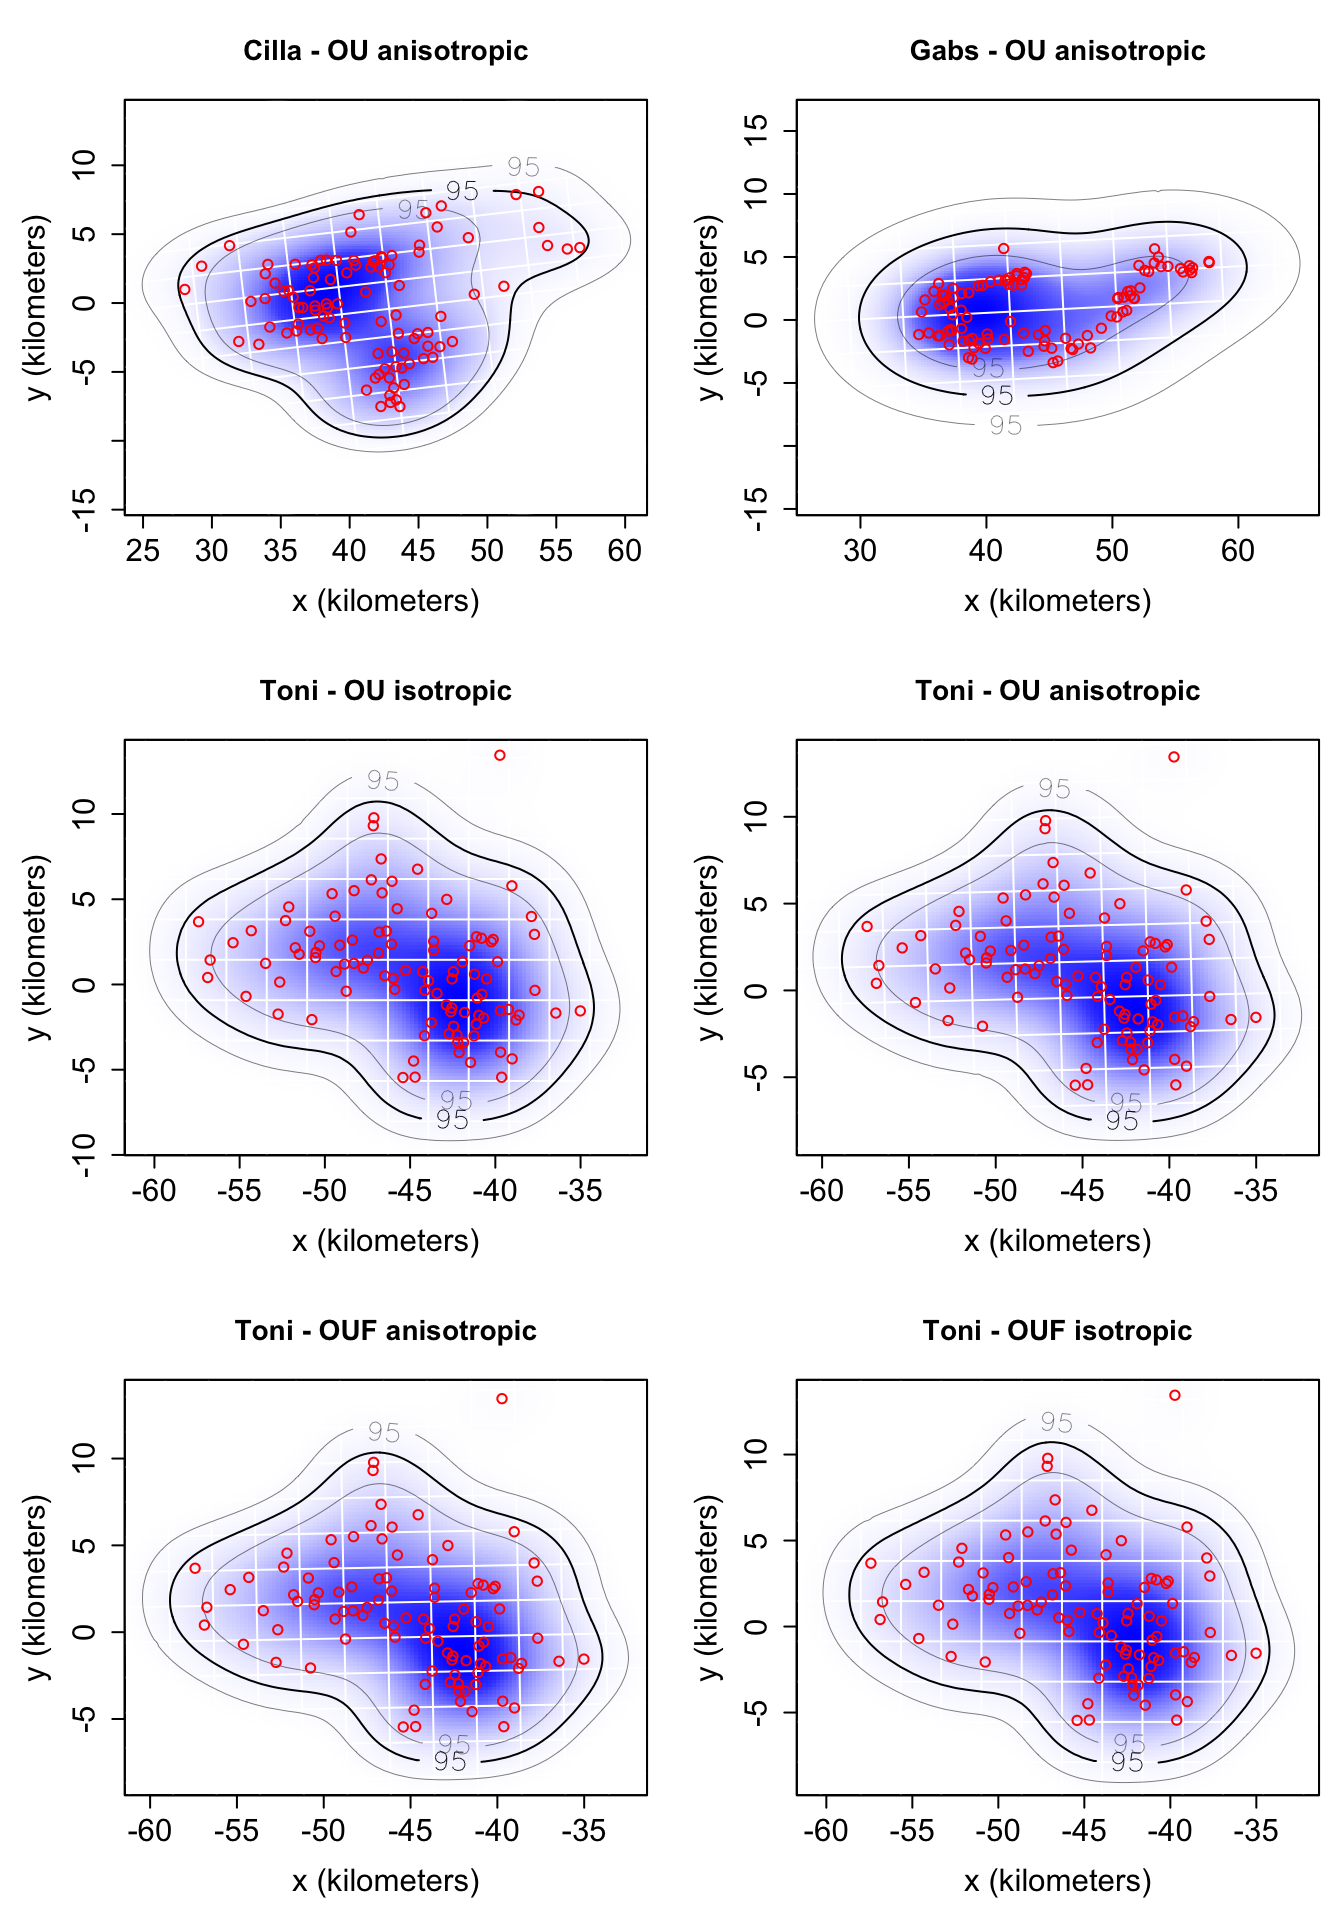 Cilla - OU anisotropic
y (kilometers)
10
5
0
-5
-15
95
95
95
25 30 35 40 45 50 55 60
x (kilometers)
Gabs - OU anisotropic
y (kilometers)
15
10
5
0
-5
-15
95
95
95
30 40 50 60
x (kilometers)
Toni - OU isotropic
y (kilometers)
10
5
0
-5
-10
95
95
95
-60 -55 -50 -45 -40 -35
x (kilometers)
Toni - OU anisotropic
y (kilometers)
10
5
0
-5
95
95
95
-60 -55 -50 -45 -40 -35
x (kilometers)
Toni - OUF anisotropic
y (kilometers)
10
5
0
-5
95
95
95
-60 -55 -50 -45 -40 -35
x (kilometers)
Toni - OUF isotropic
y (kilometers)
10
5
0
-5
95
95
95
-60 -55 -50 -45 -40 -35
x (kilometers)